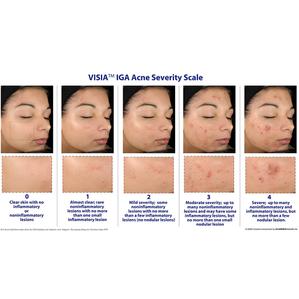 VISIA™ IGA Acne Severity Scale
0
Clear skin with no
inflammatory
or
noninflammatory
lesions
1
Almost clear; rare
noninflammatory
lesions with no more
than one small
inflammatory lesion
2
Mild severity; some
noninflammatory
lesions with no more
than a few inflammatory
lesions (no nodular lesions)
3
Moderate severity; up to
many noninflammatory
lesions and may have some
inflammatory lesions, but
no more than one small
nodular lesion
4
Severe; up to many
noninflammatory and
inflammatory lesions, but
no more than a few
nodular lesions.